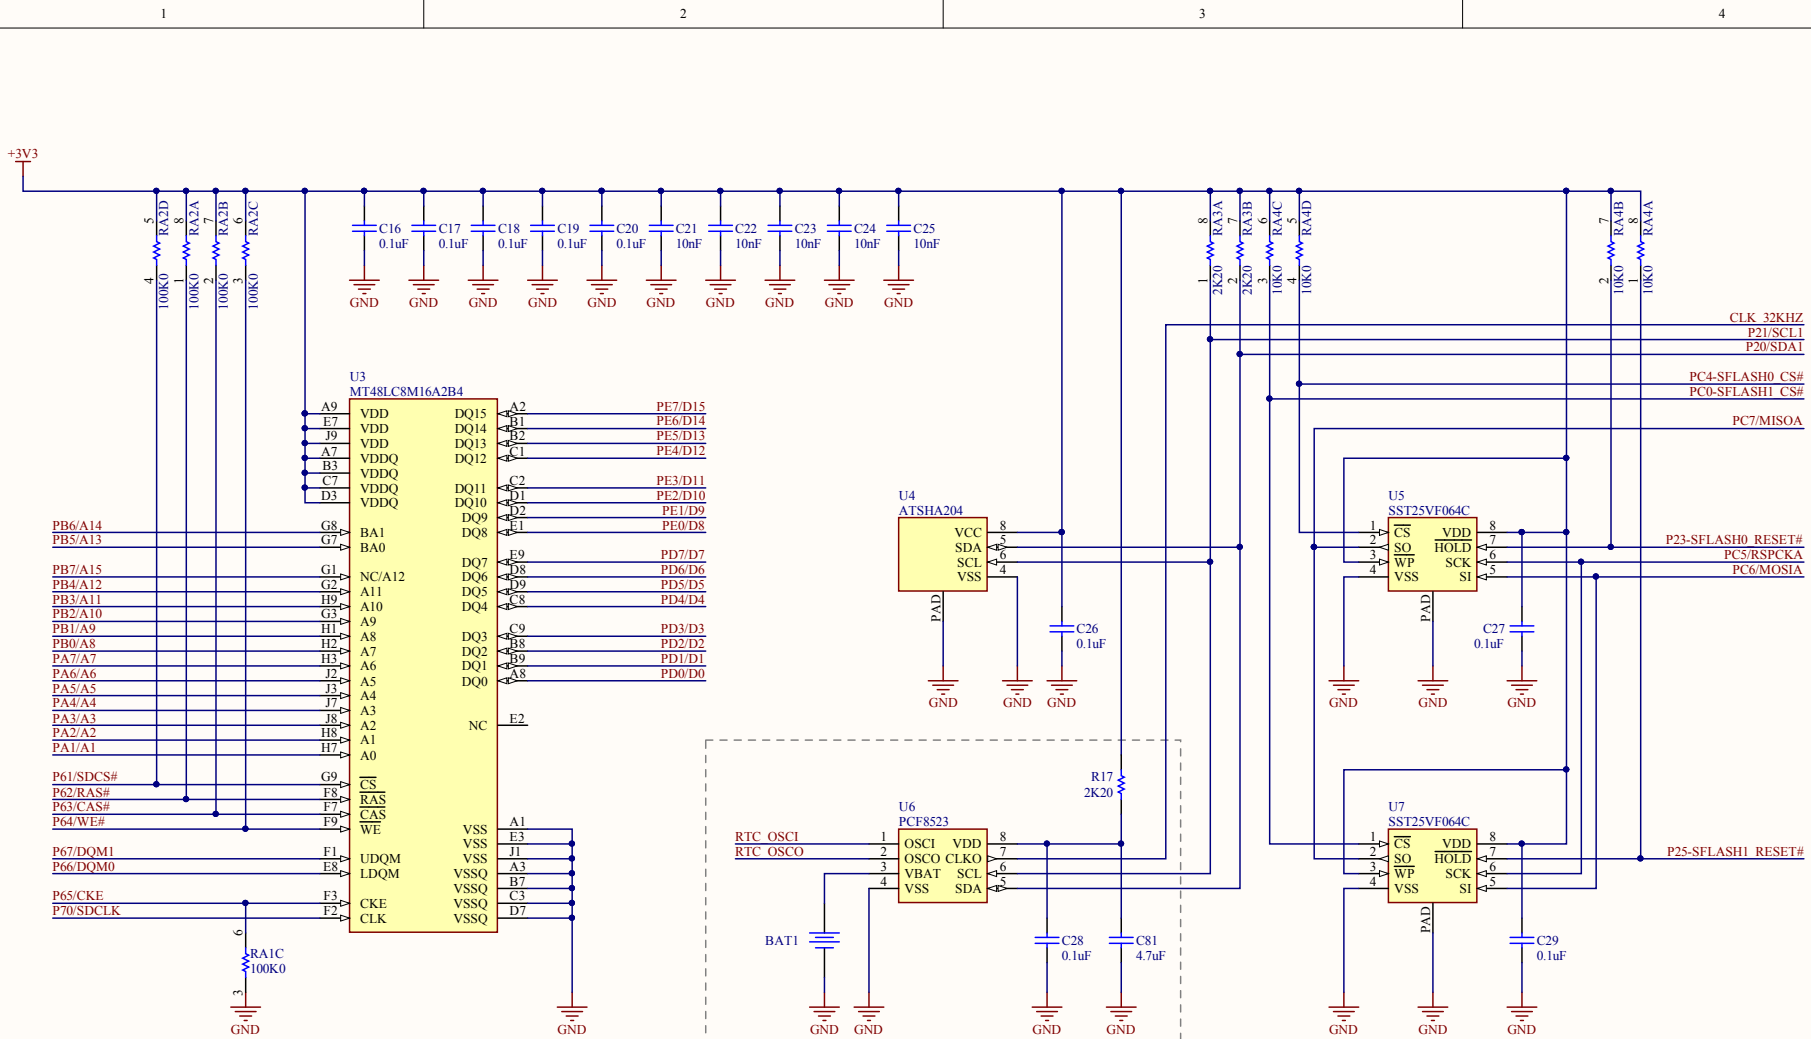 1
2
3
4
+3V3
5
RA2D
4
100K0
8
RA2A
1
100K0
7
RA2B
2
100K0
6
RA2C
3
100K0
C16
0.1uF
GND
C17
0.1uF
GND
C18
0.1uF
GND
C19
0.1uF
GND
C20
0.1uF
GND
C21
10nF
GND
C22
10nF
GND
C23
10nF
GND
C24
10nF
GND
C25
10nF
GND
8
RA3A
1
2K20
7
RA3B
2
2K20
6
RA4C
3
10K0
5
RA4D
4
10K0
7
RA4B
2
10K0
8
RA4A
1
10K0
CLK_32KHZ
P21/SCL1
P20/SDA1
PC4-SFLASH0_CS#
PC0-SFLASH1_CS#
PC7/MISOA
P23-SFLASH0_RESET#
PC5/RSPCKA
PC6/MOSIA
P25-SFLASH1_RESET#
U3
MT48LC8M16A2B4
A9 VDD
E7 VDD
J9 VDD
A7 VDDQ
B3 VDDQ
C7 VDDQ
D3 VDDQ
PB6/A14 G8 BA1
PB5/A13 G7 BA0
PB7/A15 G1 NC/A12
PB4/A12 G2 A11
PB3/A11 H9 A10
PB2/A10 G3 A9
PB1/A9 H1 A8
PB0/A8 H2 A7
PA7/A7 H3 A6
PA6/A6 J2 A5
PA5/A5 J3 A4
PA4/A4 J7 A3
PA3/A3 J8 A2
PA2/A2 H8 A1
PA1/A1 H7 A0
P61/SDCS# G9 CS
P62/RAS# F8 RAS
P63/CAS# F7 CAS
P64/WE# F9 WE
P67/DQM1 F1 UDQM
P66/DQM0 E8 LDQM
P65/CKE F3 CKE
P70/SDCLK F2 CLK
DQ15 A2 PE7/D15
DQ14 B1 PE6/D14
DQ13 B2 PE5/D13
DQ12 C1 PE4/D12
DQ11 C2 PE3/D11
DQ10 D1 PE2/D10
DQ9 D2 PE1/D9
DQ8 E1 PE0/D8
DQ7 E9 PD7/D7
DQ6 D8 PD6/D6
DQ5 D9 PD5/D5
DQ4 C8 PD4/D4
DQ3 C9 PD3/D3
DQ2 B8 PD2/D2
DQ1 B9 PD1/D1
DQ0 A8 PD0/D0
NC E2
VSS A1
VSS E3
VSS J1
VSSQ A3
VSSQ B7
VSSQ C3
VSSQ D7
GND
6
RA1C
100K0
3
GND
U4
ATSHA204
VCC 8
SDA 5
SCL 6
VSS 4
PAD
C26
0.1uF
GND
GND
GND
R17
2K20
U6
PCF8523
RTC_OSCI 1 OSCI VDD 8
RTC_OSCO 2 OSCO CLKO 7
3 VBAT SCL 6
4 VSS SDA 5
BAT1
C28
0.1uF
C81
4.7uF
GND
GND
GND
GND
U5
SST25VF064C
1 CS VDD 8
2 SO HOLD 7
3 WP SCK 6
4 VSS SI 5
PAD
C27
0.1uF
GND
GND
GND
U7
SST25VF064C
1 CS VDD 8
2 SO HOLD 7
3 WP SCK 6
4 VSS SI 5
PAD
C29
0.1uF
GND
GND
GND